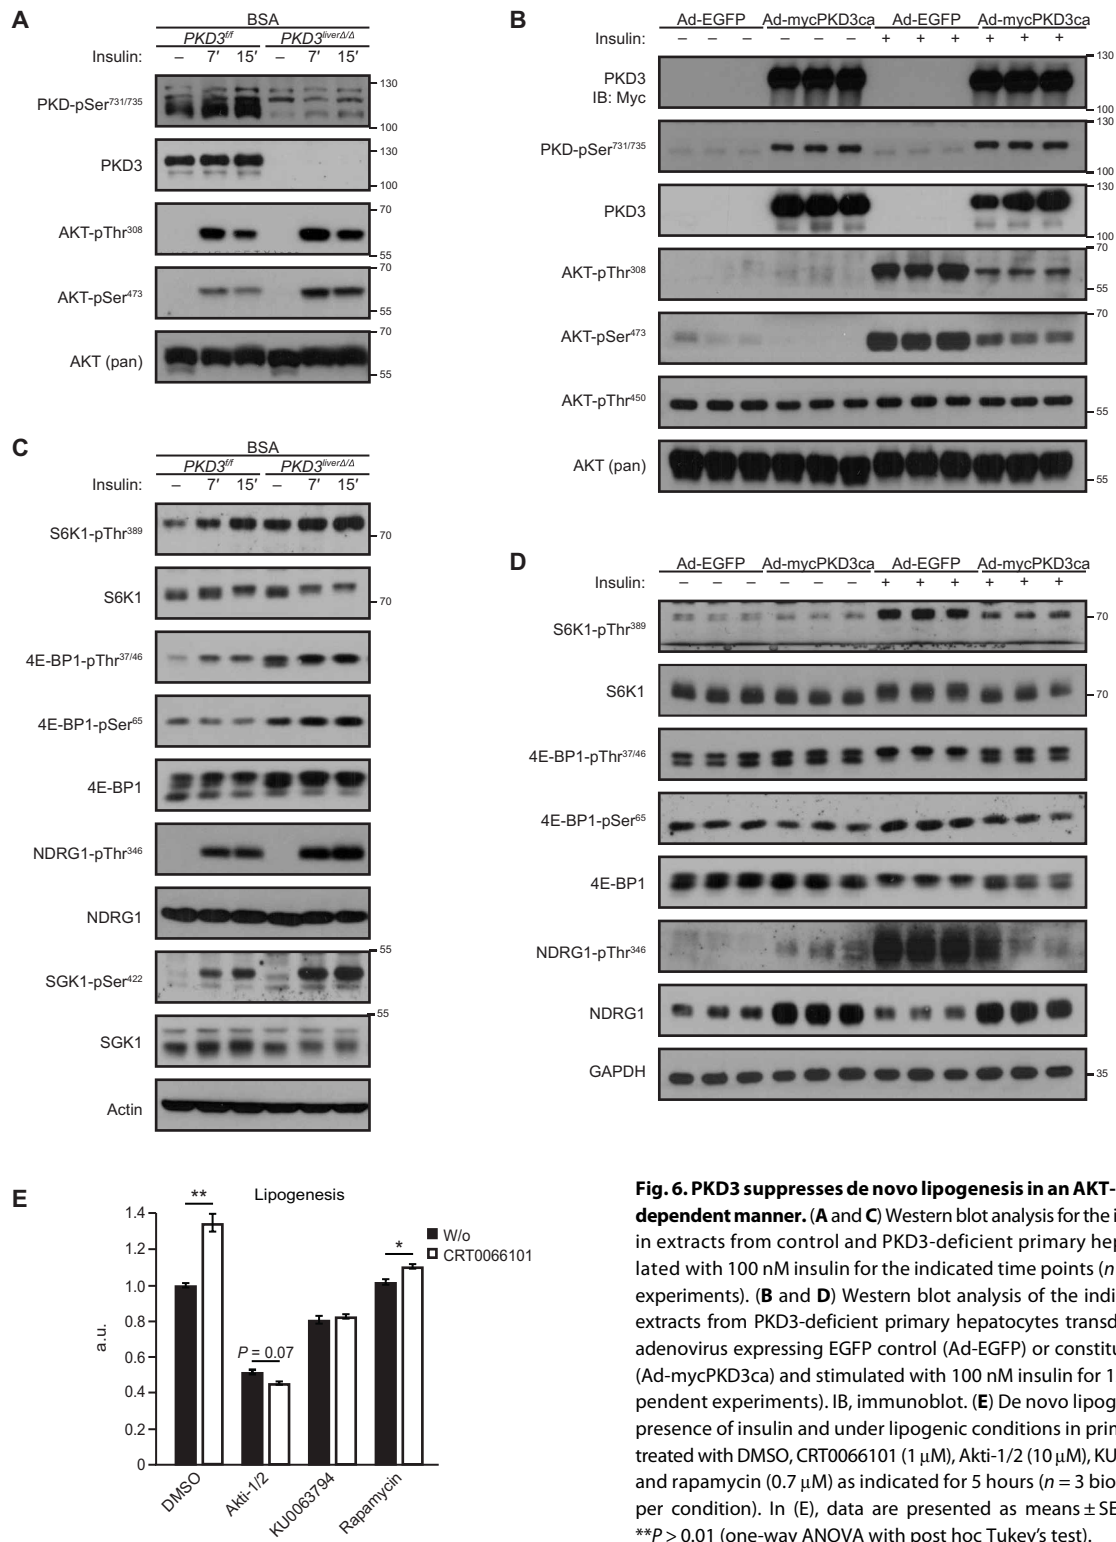 A
BSA
PKD3f/f PKD3liverΔ/Δ
Insulin: – 7′ 15′ – 7′ 15′
PKD-pSer731/735
130
100
PKD3
130
100
AKT-pThr308
70
55
AKT-pSer473
70
55
AKT (pan)
70
55
B
Ad-EGFP Ad-mycPKD3ca Ad-EGFP Ad-mycPKD3ca
Insulin: – – – – – – + + + + + +
PKD3
IB: Myc
130
100
PKD-pSer731/735
130
100
PKD3
130
100
AKT-pThr308
70
55
AKT-pSer473
70
AKT-pThr450
55
AKT (pan)
55
C
BSA
PKD3f/f PKD3liverΔ/Δ
Insulin: – 7′ 15′ – 7′ 15′
S6K1-pThr389
70
S6K1
70
4E-BP1-pThr37/46
4E-BP1-pSer65
4E-BP1
NDRG1-pThr346
NDRG1
SGK1-pSer422
55
SGK1
55
Actin
D
Ad-EGFP Ad-mycPKD3ca Ad-EGFP Ad-mycPKD3ca
Insulin: – – – – – – + + + + + +
S6K1-pThr389
70
S6K1
70
4E-BP1-pThr37/46
4E-BP1-pSer65
4E-BP1
NDRG1-pThr346
NDRG1
GAPDH
35
E
Lipogenesis
a.u.
1.4
1.2
1.0
0.8
0.6
0.4
0.2
0
**
P = 0.07
*
W/o
CRT0066101
DMSO
Akti-1/2
KU0063794
Rapamycin
Fig. 6. PKD3 suppresses de novo lipogenesis in an AKT-
dependent manner. (A and C) Western blot analysis for the i
in extracts from control and PKD3-deficient primary hep
lated with 100 nM insulin for the indicated time points (n
experiments). (B and D) Western blot analysis of the indi
extracts from PKD3-deficient primary hepatocytes transd
adenovirus expressing EGFP control (Ad-EGFP) or constitu
(Ad-mycPKD3ca) and stimulated with 100 nM insulin for 1
pendent experiments). IB, immunoblot. (E) De novo lipog
presence of insulin and under lipogenic conditions in prin
treated with DMSO, CRT0066101 (1 μM), Akti-1/2 (10 μM), KU
and rapamycin (0.7 μM) as indicated for 5 hours (n = 3 bio
per condition). In (E), data are presented as means ± SE
**P > 0.01 (one-way ANOVA with post hoc Tukey's test).